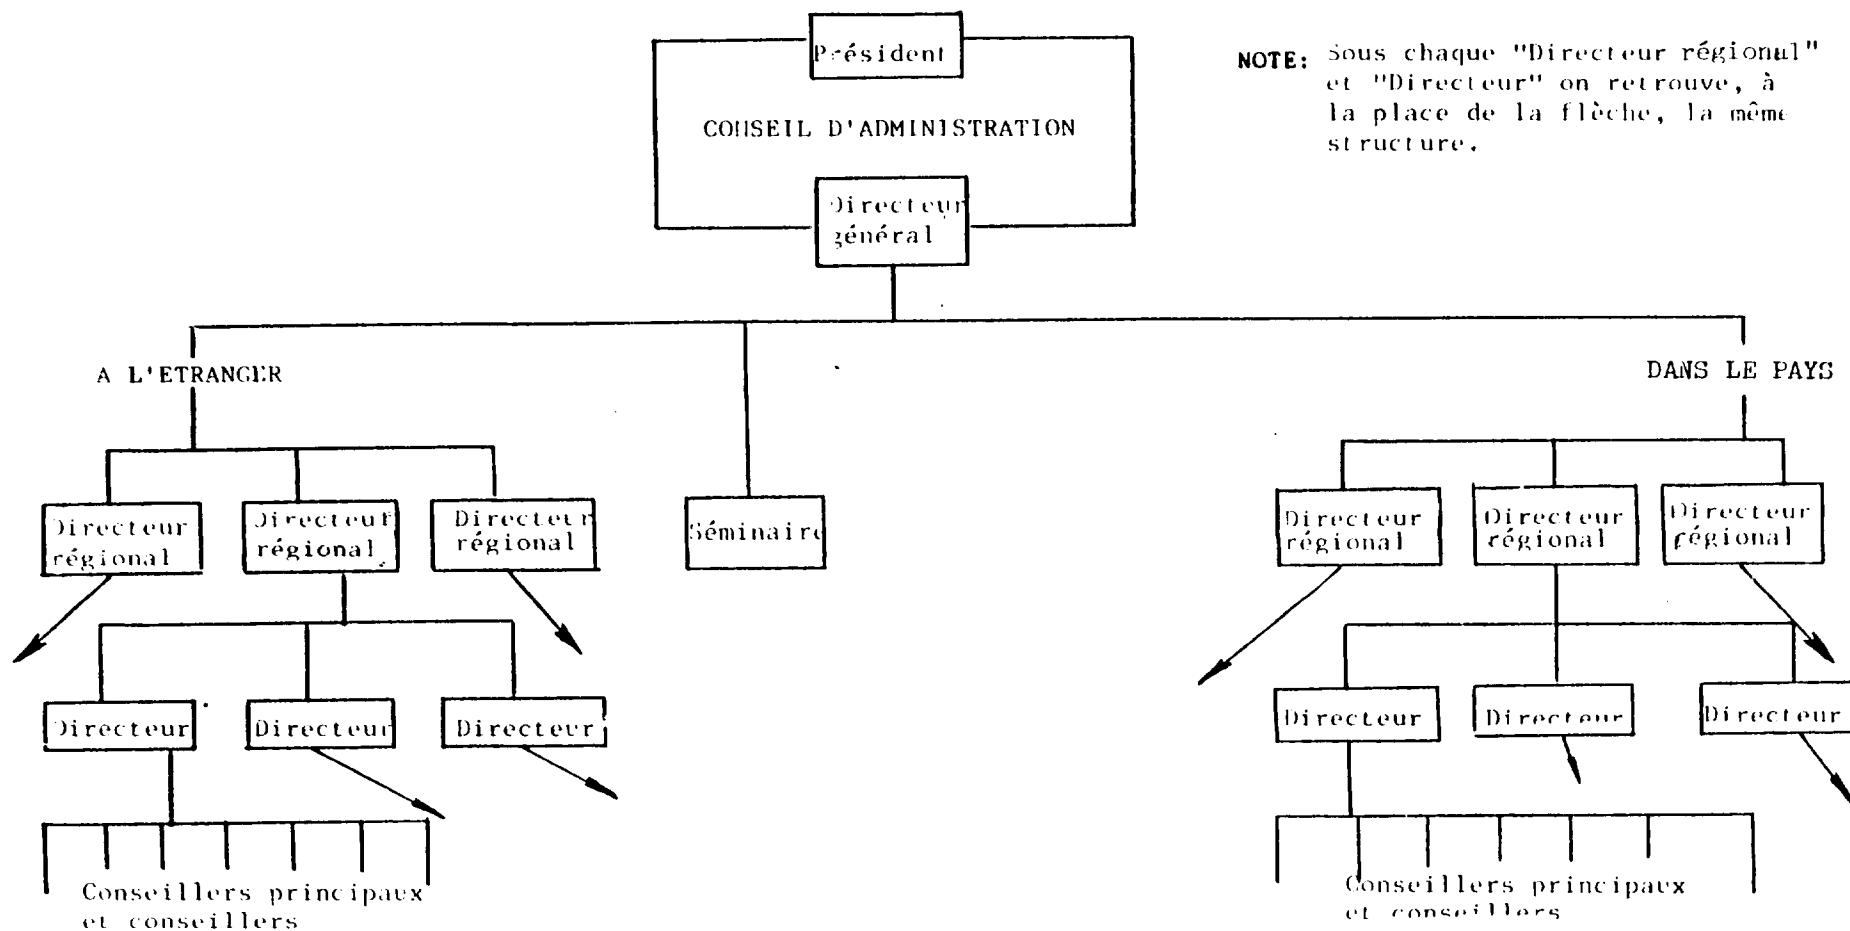 Président
NOTE: Sous chaque "Directeur régional"
et "Directeur" on retrouve, à
la place de la flèche, la même
structure.
CONSEIL D'ADMINISTRATION
Directeur
général
A L'ETRANGER
DANS LE PAYS
Directeur
régional
Directeur
régional
Directeur
régional
Séminaire
Directeur
régional
Directeur
régional
Directeur
régional
Directeur
Directeur
Directeur
Directeur
Directeur
Directeur
Conseillers principaux
et conseillers
Conseillers principaux
et conseillers